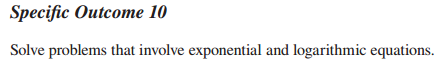 Specific Outcome 10
Solve problems that involve exponential and logarithmic equations.